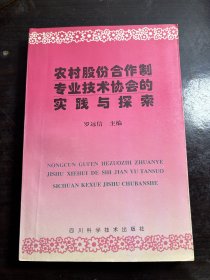 农村股份合作制
专业技术协会的
实践与探索
罗远信 主编
NONGCUN GUFEN HEZUOZHI ZHUANYE
JISHU XIEHUI DE SHI JIAN YU TANSUO
SICHUAN KEXUE JISHU CHUBANSHE
四川科学技术出版社